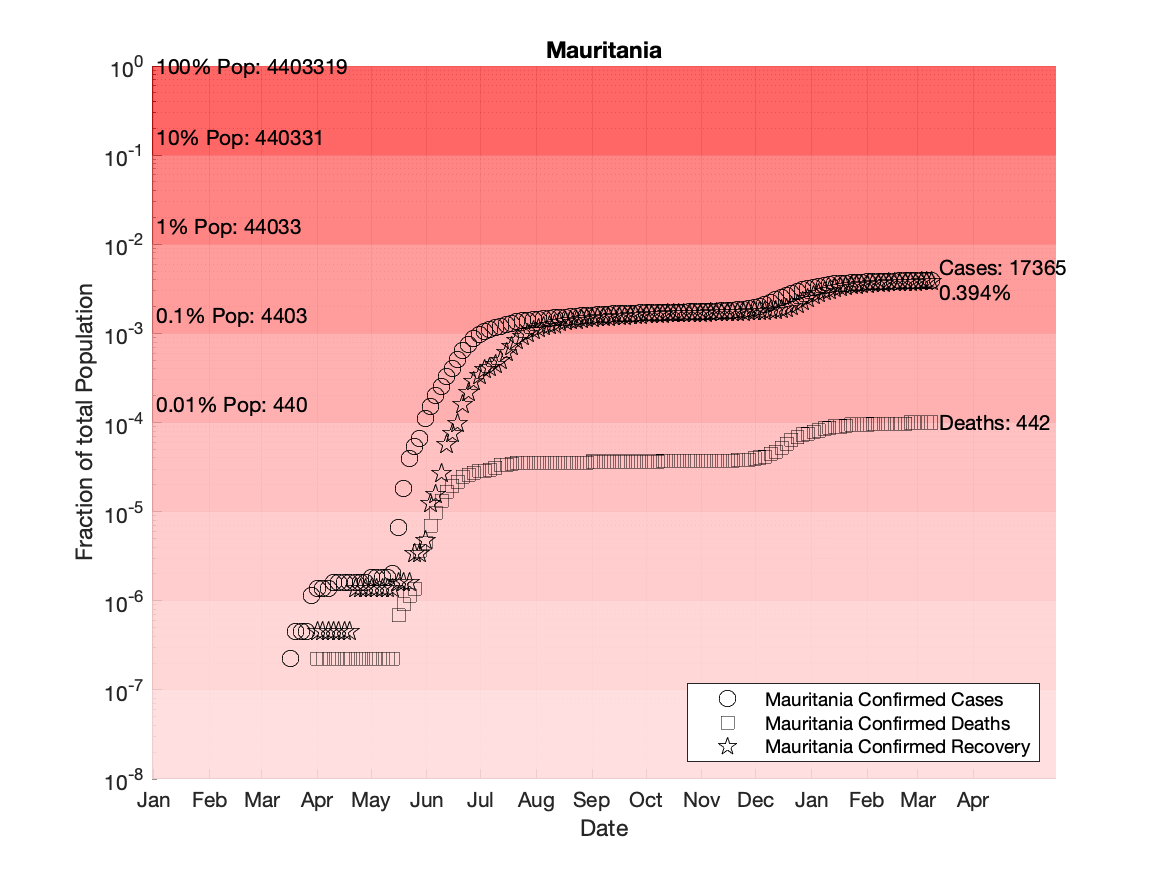 Mauritania
10^0
100% Pop: 4403319
10% Pop: 440331
10^-1
1% Pop: 44033
10^-2
Cases: 17365
0.394%
0.1% Pop: 4403
10^-3
0.01% Pop: 440
10^-4
Deaths: 442
10^-5
10^-6
10^-7
10^-8
Fraction of total Population
Mauritania Confirmed Cases
Mauritania Confirmed Deaths
Mauritania Confirmed Recovery
Jan Feb Mar Apr May Jun Jul Aug Sep Oct Nov Dec Jan Feb Mar Apr
Date